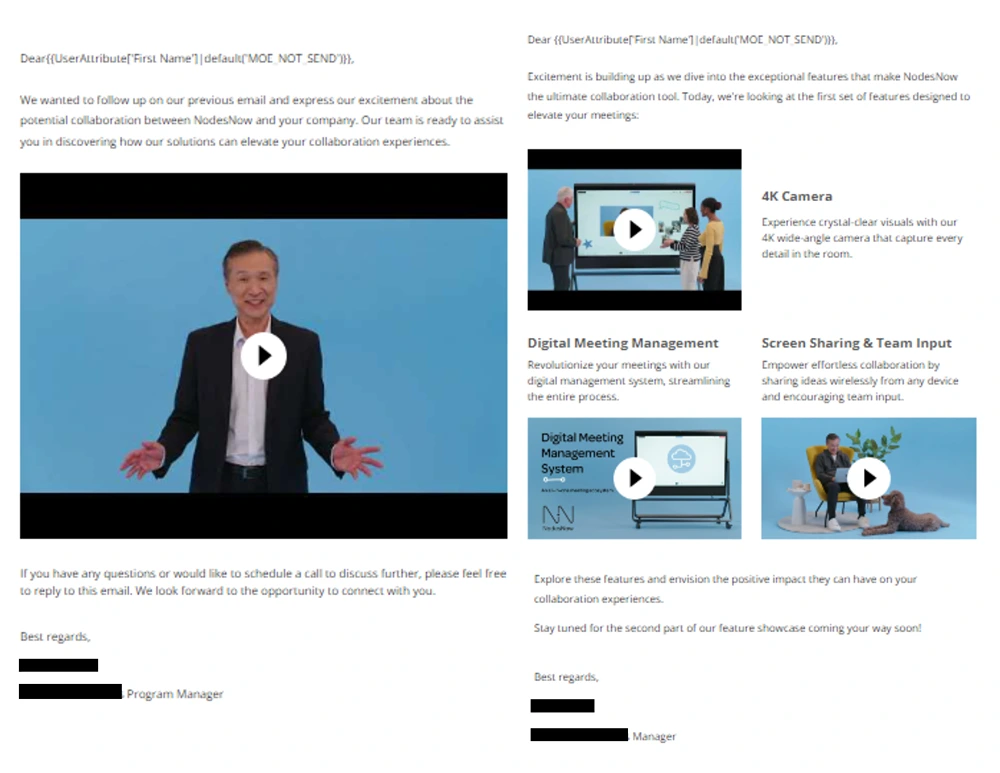 Dear{{UserAttribute['First Name']|default('MOE_NOT_SEND')}},
We wanted to follow up on our previous email and express our excitement about the
potential collaboration between NodesNow and your company. Our team is ready to assist
you in discovering how our solutions can elevate your collaboration experiences.
If you have any questions or would like to schedule a call to discuss further, please feel free
to reply to this email. We look forward to the opportunity to connect with you.
Best regards,
, Program Manager
Dear {{UserAttribute['First Name']|default('MOE_NOT_SEND')}},
Excitement is building up as we dive into the exceptional features that make NodesNow
the ultimate collaboration tool. Today, we're looking at the first set of features designed to
elevate your meetings:
4K Camera
Experience crystal-clear visuals with our
4K wide-angle camera that capture every
detail in the room.
Digital Meeting Management
Revolutionize your meetings with our
digital management system, streamlining
the entire process.
Screen Sharing & Team Input
Empower effortless collaboration by
sharing ideas wirelessly from any device
and encouraging team input.
Digital Meeting
Management
System
NodesNow
Explore these features and envision the positive impact they can have on your
collaboration experiences.
Stay tuned for the second part of our feature showcase coming your way soon!
Best regards,
, Manager